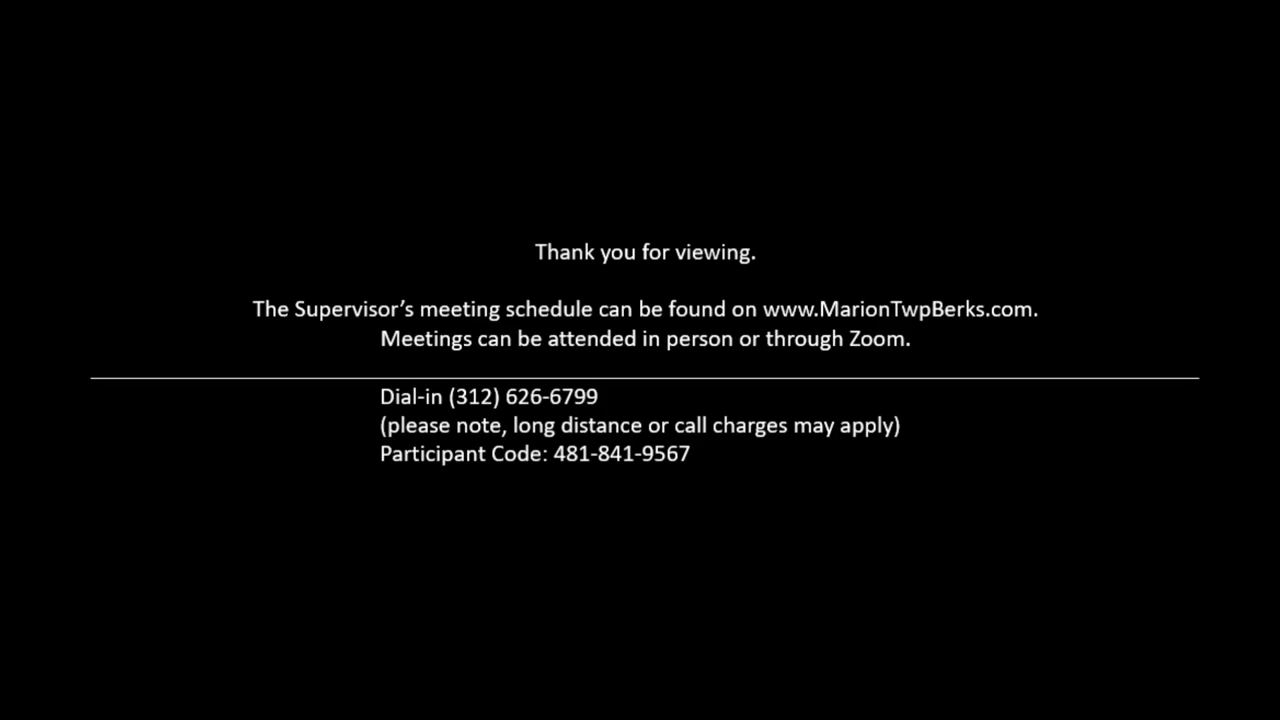 Thank you for viewing.
The Supervisor’s meeting schedule can be found on www.MarionTwpBerks.com.
Meetings can be attended in person or through Zoom.
Dial-in (312) 626-6799
(please note, long distance or call charges may apply)
Participant Code: 481-841-9567